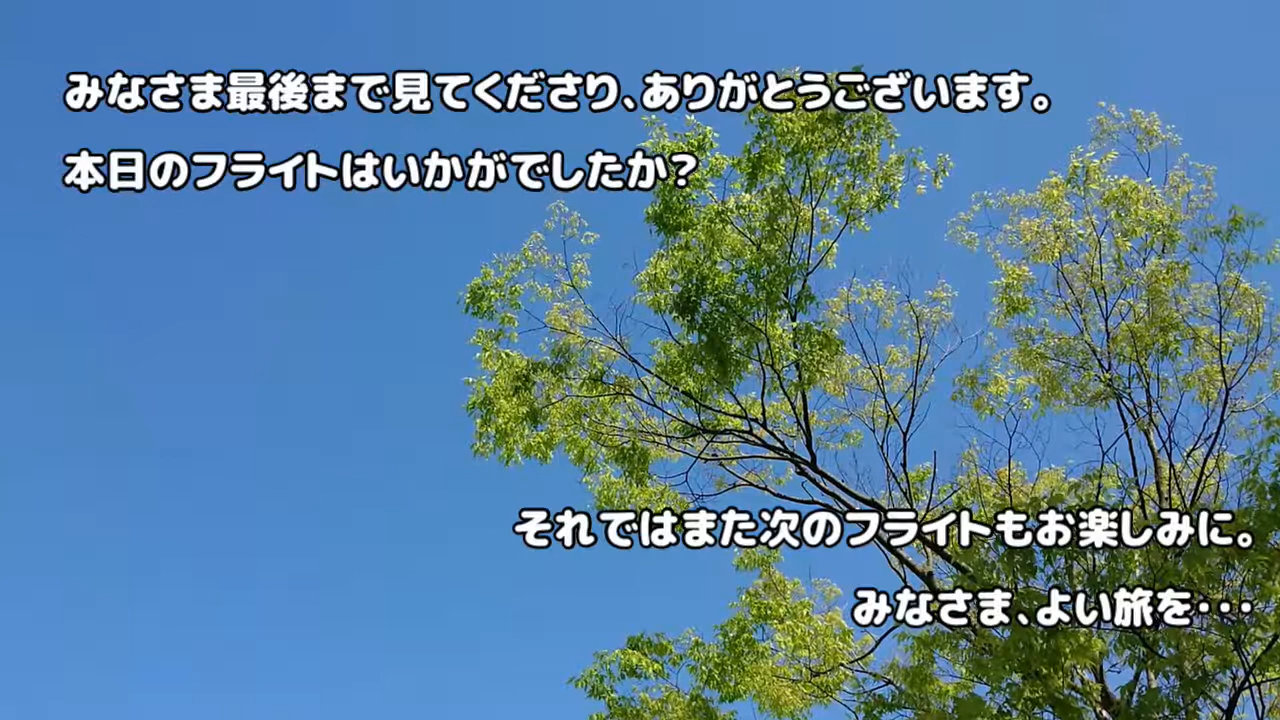 みなさま最後まで見てくださり、ありがとうございます。
本日のフライトはいかがでしたか？
それではまた次のフライトもお楽しみに。
みなさま、よい旅を・・・